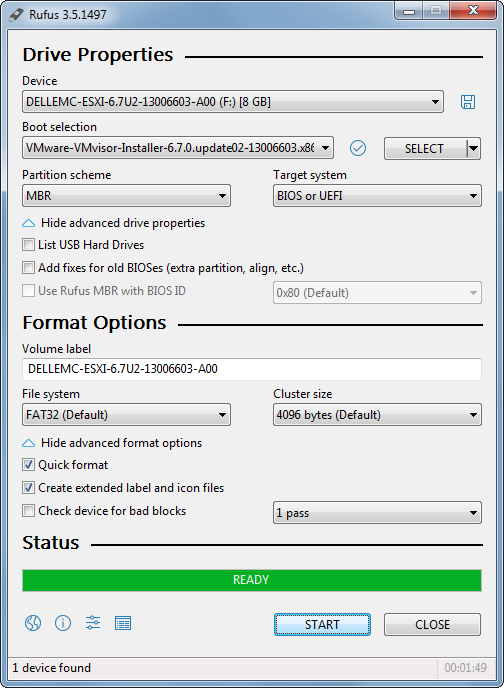 Rufus 3.5.1497
Drive Properties
Device
DELLEMC-ESXI-6.7U2-13006603-A00 (F:) [8 GB]
Boot selection
VMware-VMvisor-Installer-6.7.0.update02-13006603.x86
SELECT
Partition scheme
Target system
MBR
BIOS or UEFI
Hide advanced drive properties
List USB Hard Drives
Add fixes for old BIOSes (extra partition, align, etc.)
Use Rufus MBR with BIOS ID
0x80 (Default)
Format Options
Volume label
DELLEMC-ESXI-6.7U2-13006603-A00
File system
Cluster size
FAT32 (Default)
4096 bytes (Default)
Hide advanced format options
Quick format
Create extended label and icon files
Check device for bad blocks
1 pass
Status
READY
START
CLOSE
1 device found
00:01:49